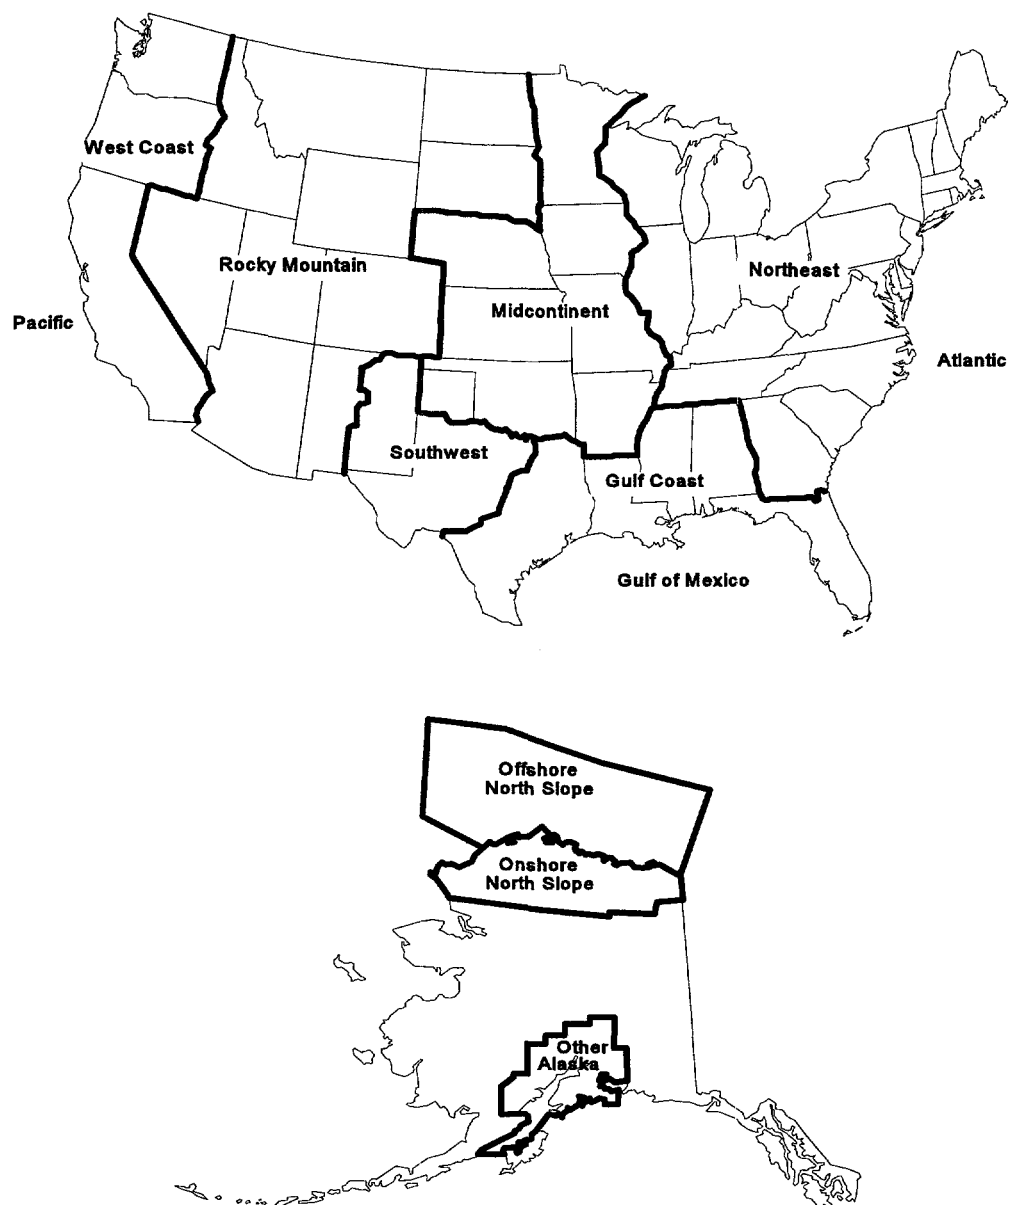 West Coast
Rocky Mountain
Northeast
Midcontinent
Pacific
Atlantic
Southwest
Gulf Coast
Gulf of Mexico
Offshore
North Slope
Onshore
North Slope
Other
Alaska